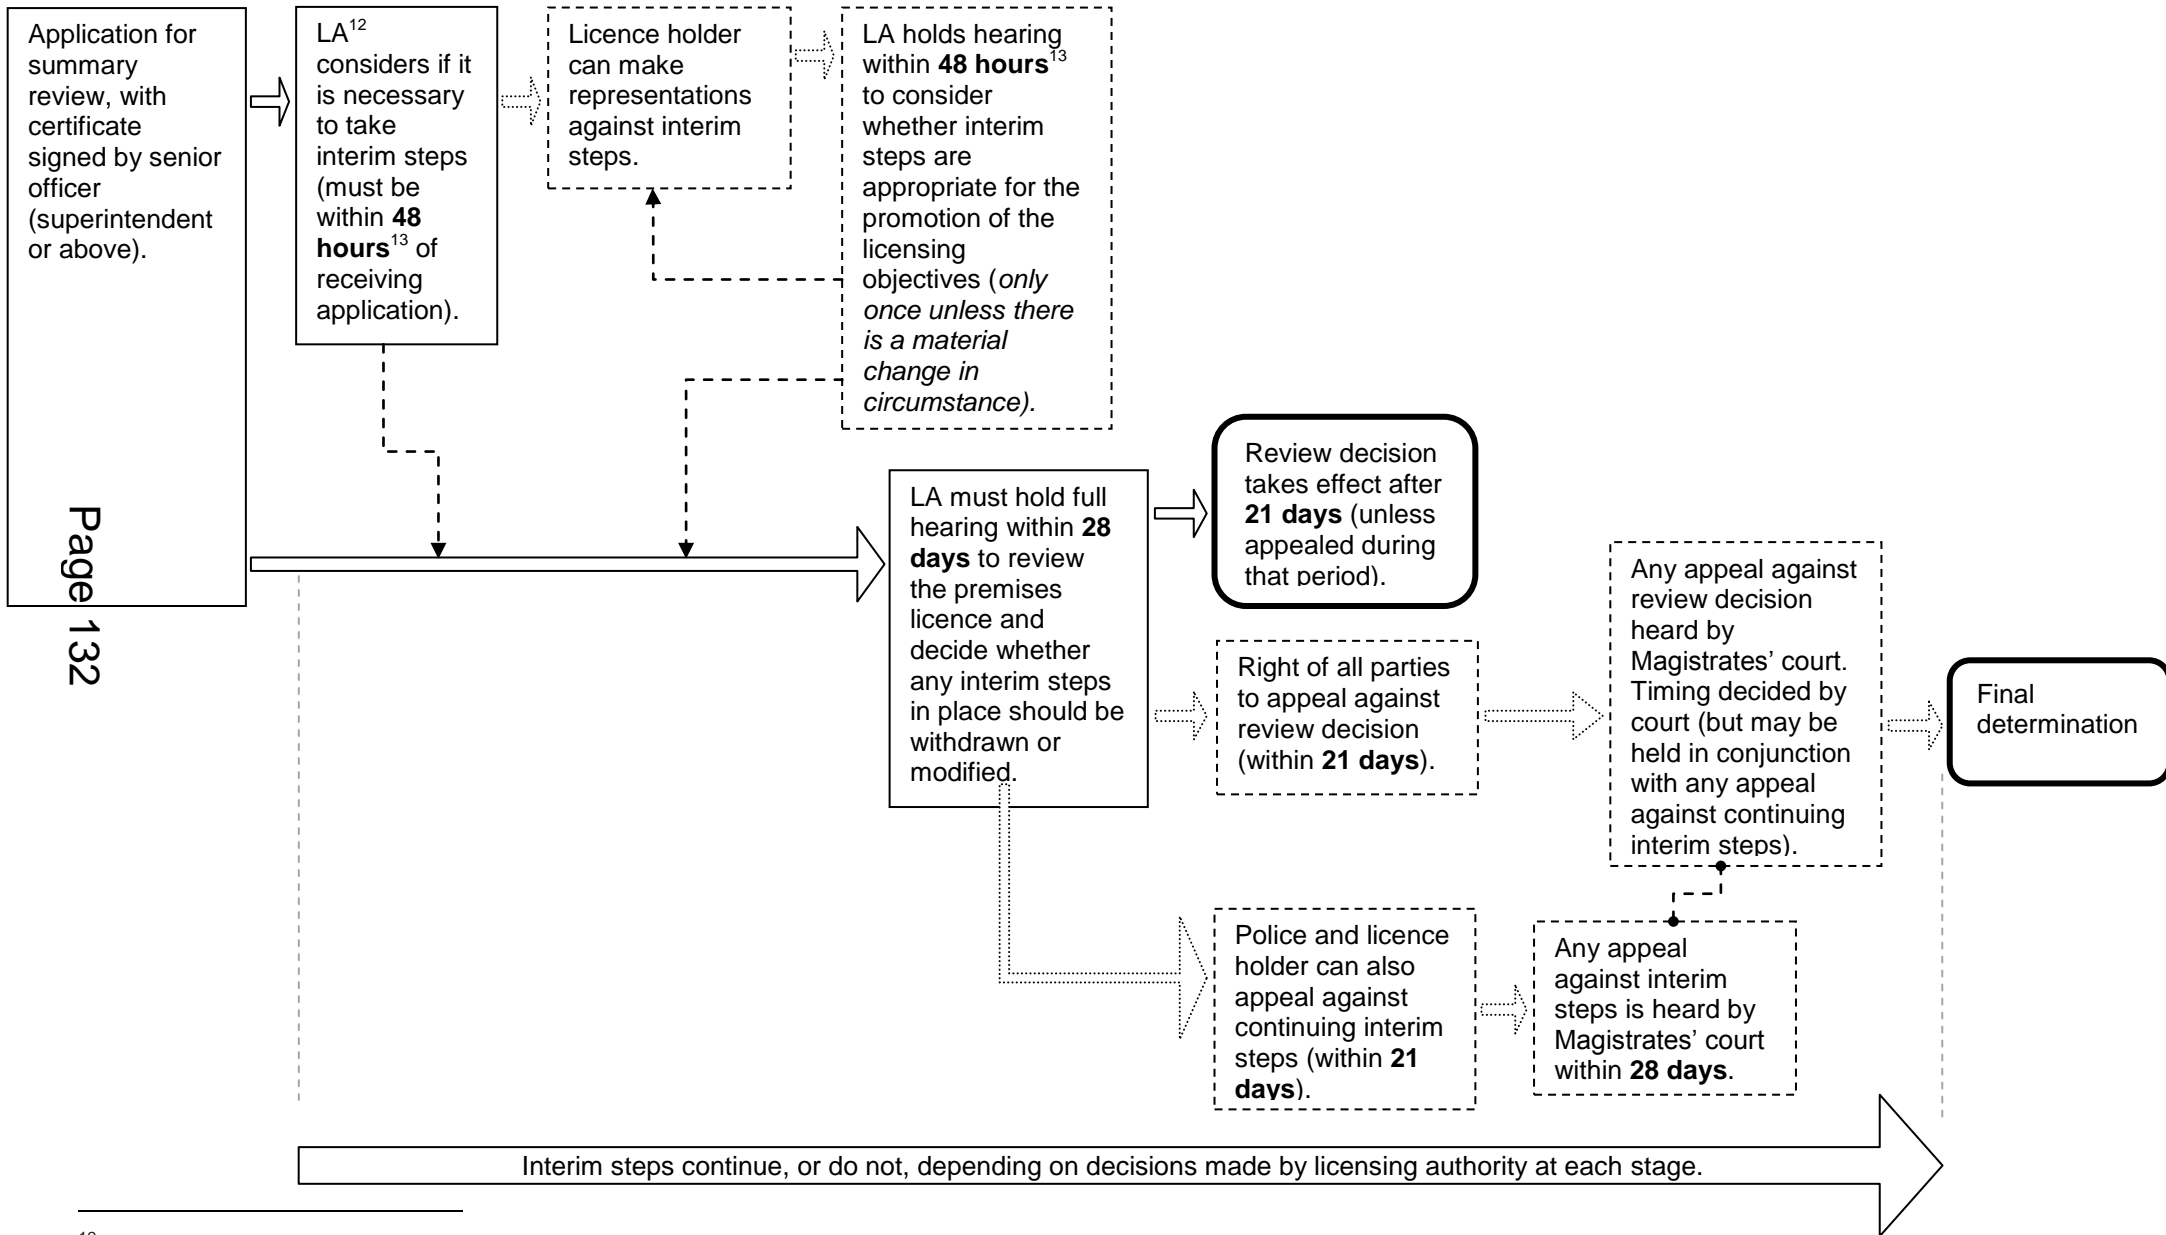 Application for
summary
review, with
certificate
signed by senior
officer
(superintendent
or above).
LA12
considers if it
is necessary
to take
interim steps
(must be
within 48
hours13 of
receiving
application).
Licence holder
can make
representations
against interim
steps.
LA holds hearing
within 48 hours13
to consider
whether interim
steps are
appropriate for the
promotion of the
licensing
objectives (only
once unless there
is a material
change in
circumstance).
LA must hold full
hearing within 28
days to review
the premises
licence and
decide whether
any interim steps
in place should be
withdrawn or
modified.
Review decision
takes effect after
21 days (unless
appealed during
that period).
Right of all parties
to appeal against
review decision
(within 21 days).
Any appeal against
review decision
heard by
Magistrates’ court.
Timing decided by
court (but may be
held in conjunction
with any appeal
against continuing
interim steps).
Final
determination
Police and licence
holder can also
appeal against
continuing interim
steps (within 21
days).
Any appeal
against interim
steps is heard by
Magistrates’ court
within 28 days.
Interim steps continue, or do not, depending on decisions made by licensing authority at each stage.
Page 132